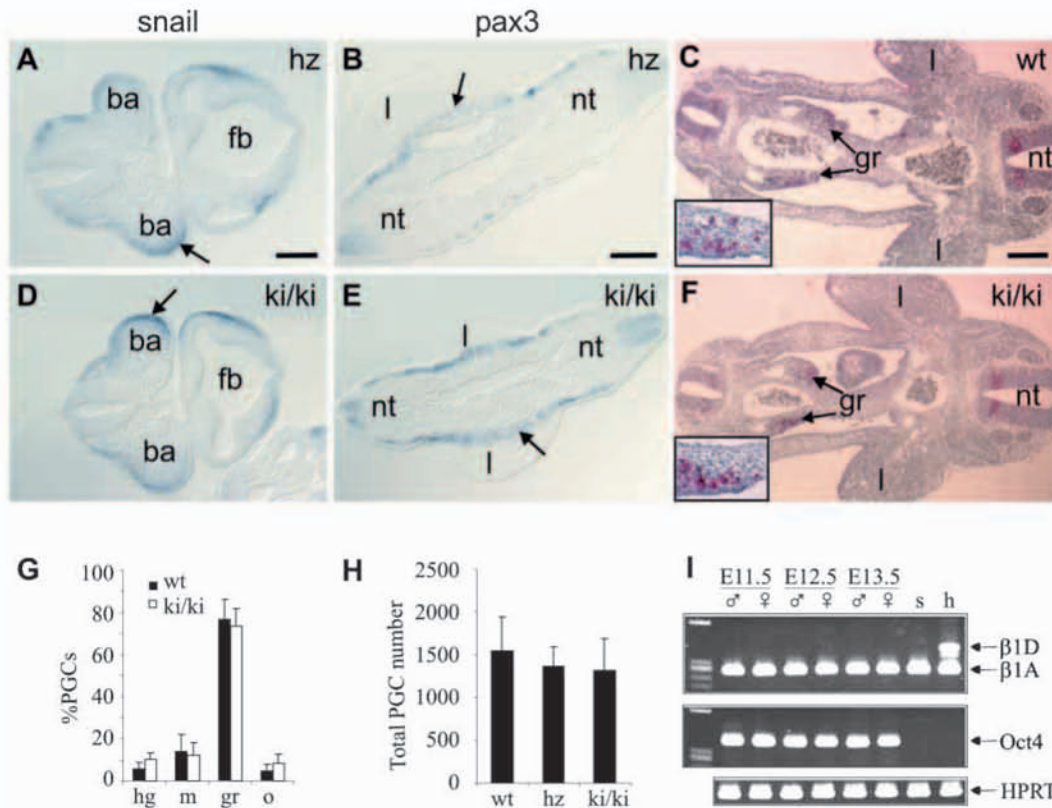 snail pax3
A hz
ba
fb
ba
B hz
l
nt
nt
C wt
l
gr
nt
l
D ki/ki
ba
fb
ba
E ki/ki
l
nt
nt
l
F ki/ki
l
gr
nt
l
G
100
80
60
40
20
0
%PGCs
wt
ki/ki
hg m gr o
H
2500
2000
1500
1000
500
0
Total PGC number
wt hz ki/ki
I
E11.5 E12.5 E13.5
♂ ♀ ♂ ♀ ♂ ♀ s h
β1D
β1A
Oct4
HPRT